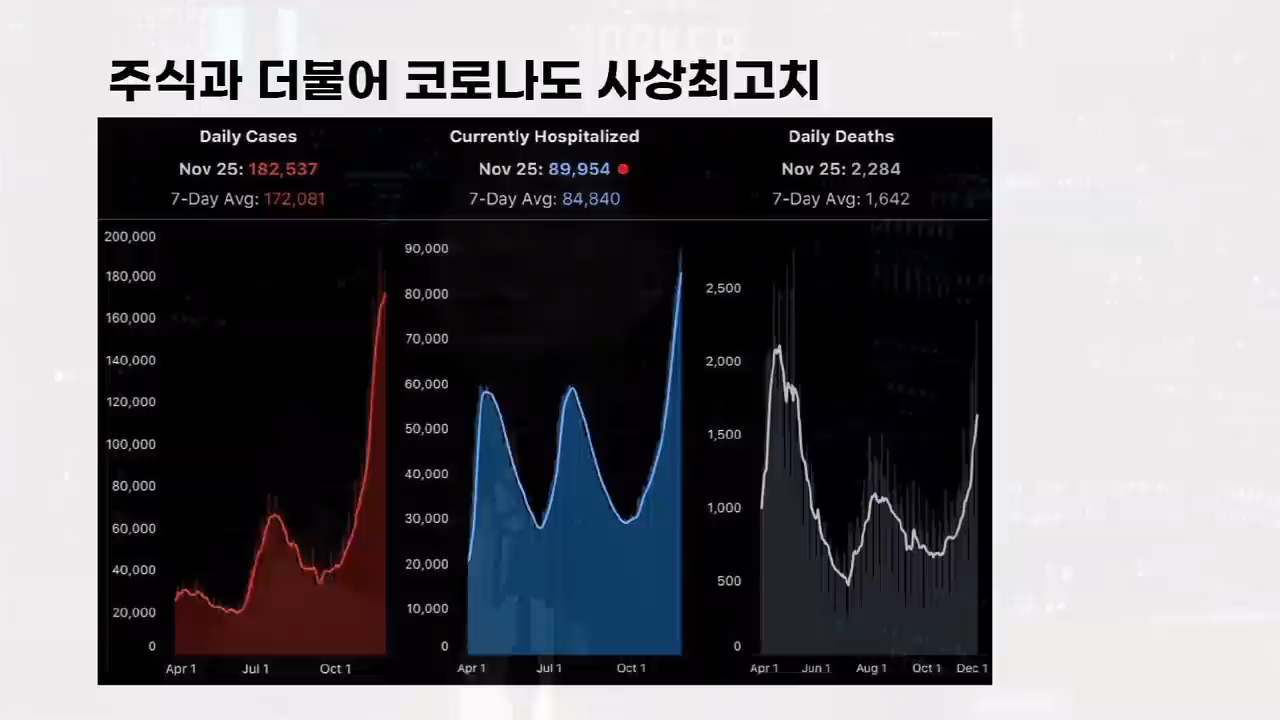 주식과 더불어 코로나도 사상최고치
Daily Cases
Nov 25: 182,537
7-Day Avg: 172,081
200,000
180,000
160,000
140,000
120,000
100,000
80,000
60,000
40,000
20,000
0
Apr 1 Jul 1 Oct 1
Currently Hospitalized
Nov 25: 89,954
7-Day Avg: 84,840
90,000
80,000
70,000
60,000
50,000
40,000
30,000
20,000
10,000
0
Apr 1 Jul 1 Oct 1
Daily Deaths
Nov 25: 2,284
7-Day Avg: 1,642
2,500
2,000
1,500
1,000
500
0
Apr 1 Jun 1 Aug 1 Oct 1 Dec 1